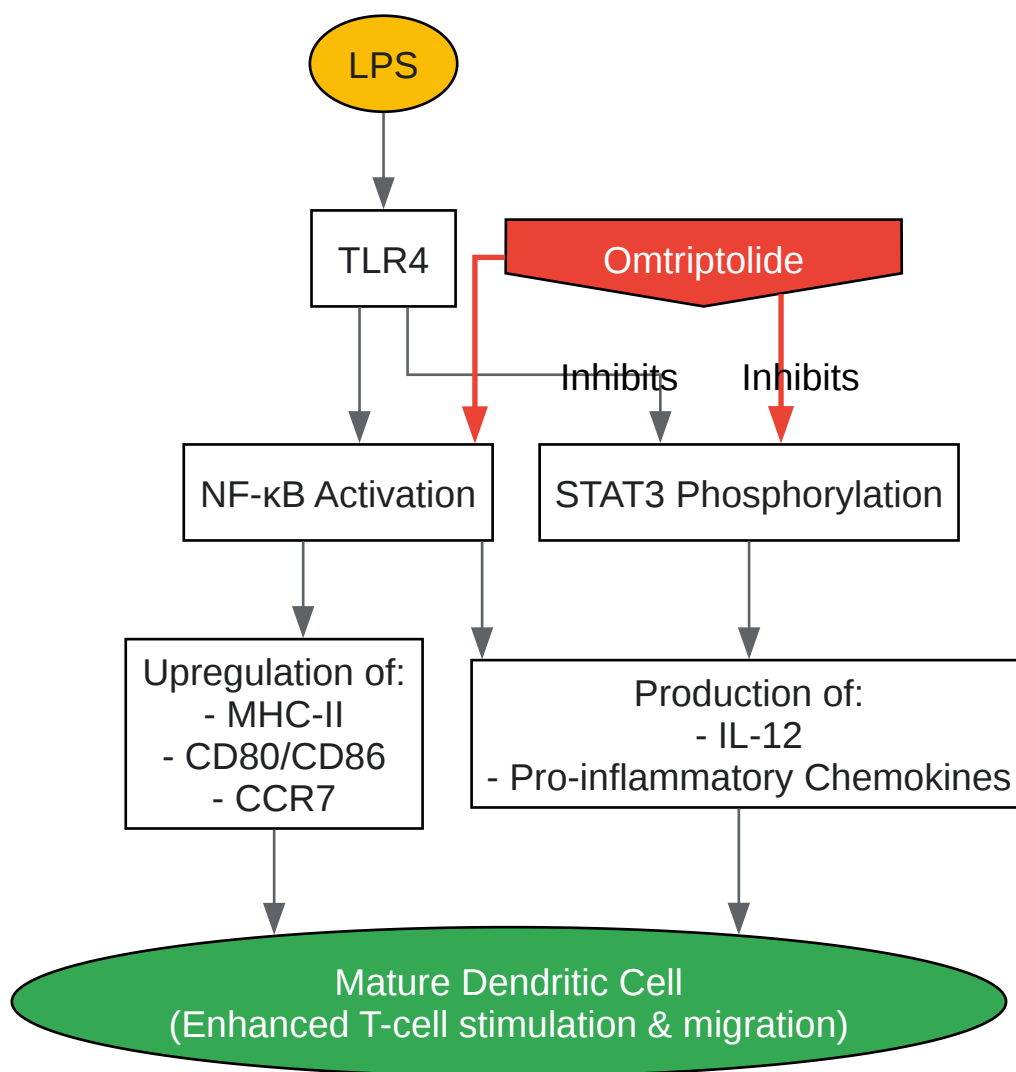 LPS
TLR4
Omtriptolide
Inhibits
Inhibits
NF-κB Activation
STAT3 Phosphorylation
Upregulation of:
- MHC-II
- CD80/CD86
- CCR7
Production of:
- IL-12
- Pro-inflammatory Chemokines
Mature Dendritic Cell
(Enhanced T-cell stimulation & migration)